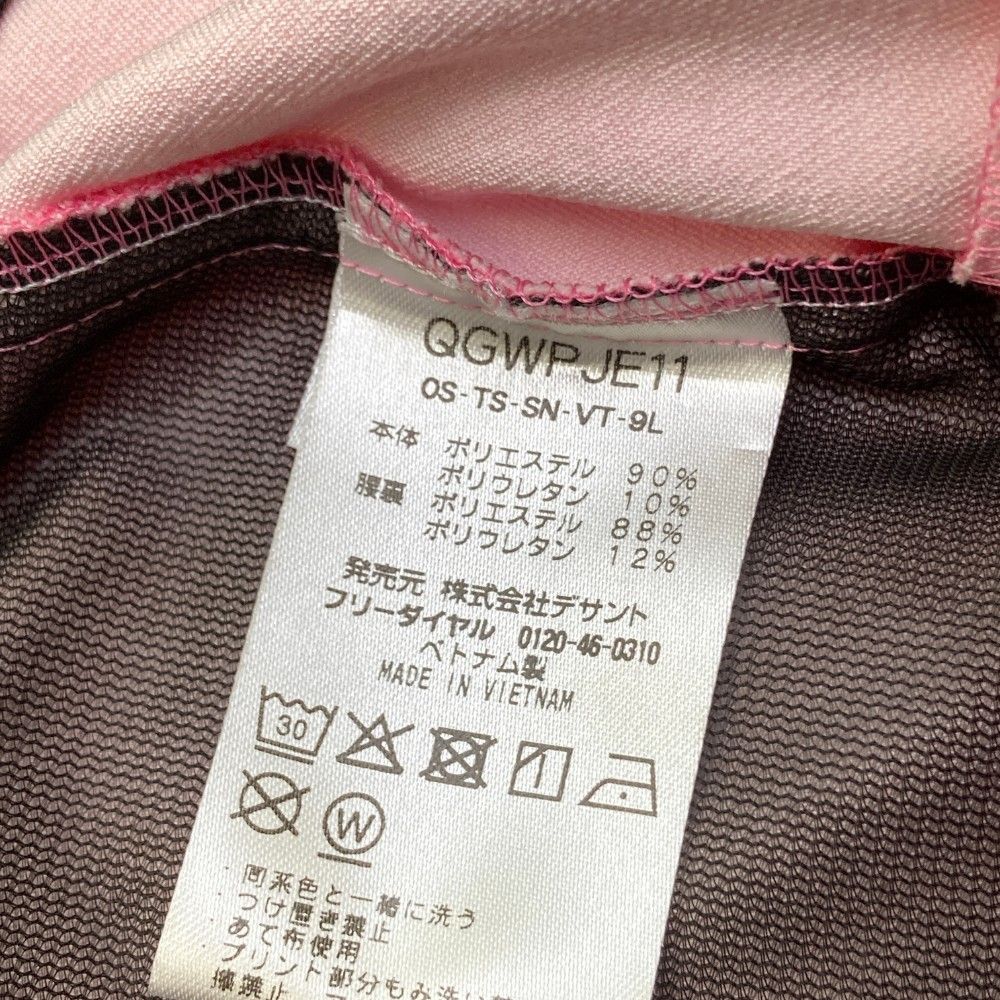 QGWPJE11
OS-TS-SN-VT-9L
本体 ポリエステル 90%
ポリウレタン 10%
腰裏 ポリエステル 88%
ポリウレタン 12%
発売元 株式会社デサント
フリーダイヤル 0120-46-0310
ベトナム製
MADE IN VIETNAM
30
W
同系色と一緒に洗う
つけ置き禁止
あて布使用
プリント部分もみ洗い